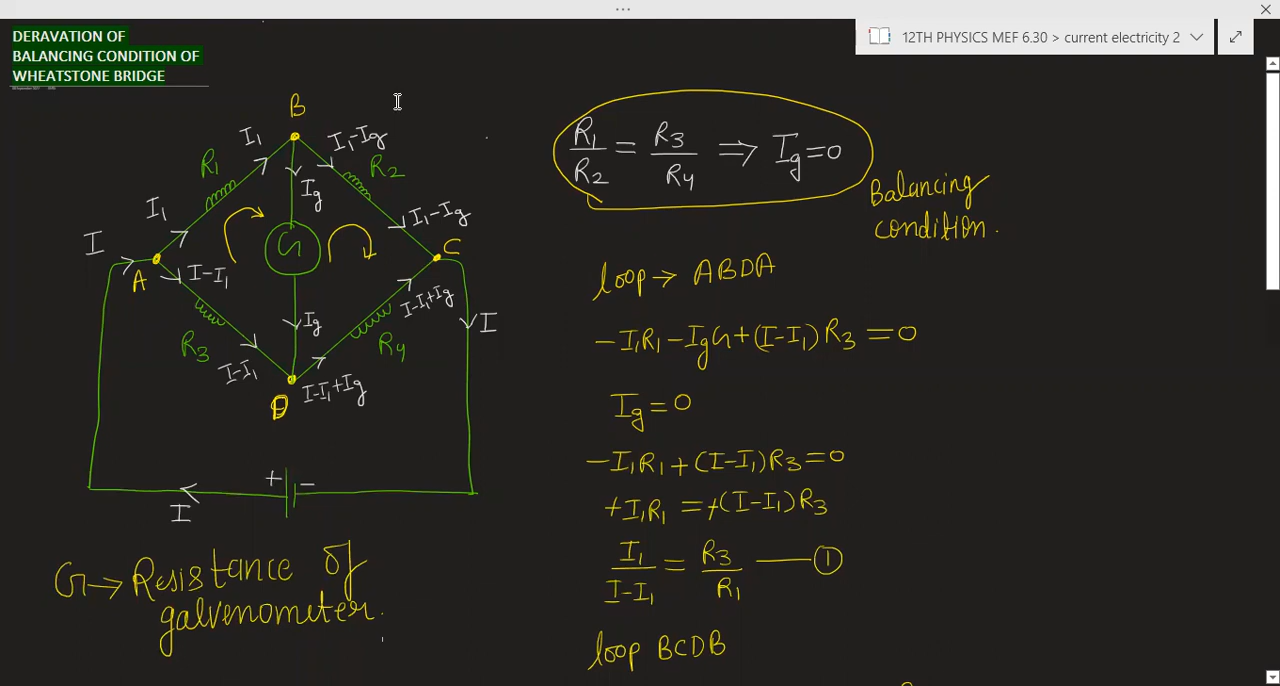 DERAVATION OF
BALANCING CONDITION OF
WHEATSTONE BRIDGE
12TH PHYSICS MEF 6.30 > current electricity 2
B
I₁
I₁-Ig
R₁
R₂
Ig
I₁
I₁-Ig
I
G
C
A
I-I₁
I-I₁+Ig
Ig
I
R₃
R₄
I-I₁
I-I₁+Ig
D
+ -
I
G → Resistance of
galvenometer.
R₁/R₂ = R₃/R₄ ⇒ Ig=0
Balancing
condition.
loop → ABDA
-I₁R₁-IgG+(I-I₁)R₃=0
Ig=0
-I₁R₁+(I-I₁)R₃=0
+I₁R₁=+(I-I₁)R₃
I₁/I-I₁ = R₃/R₁ —— ①
loop BCDB